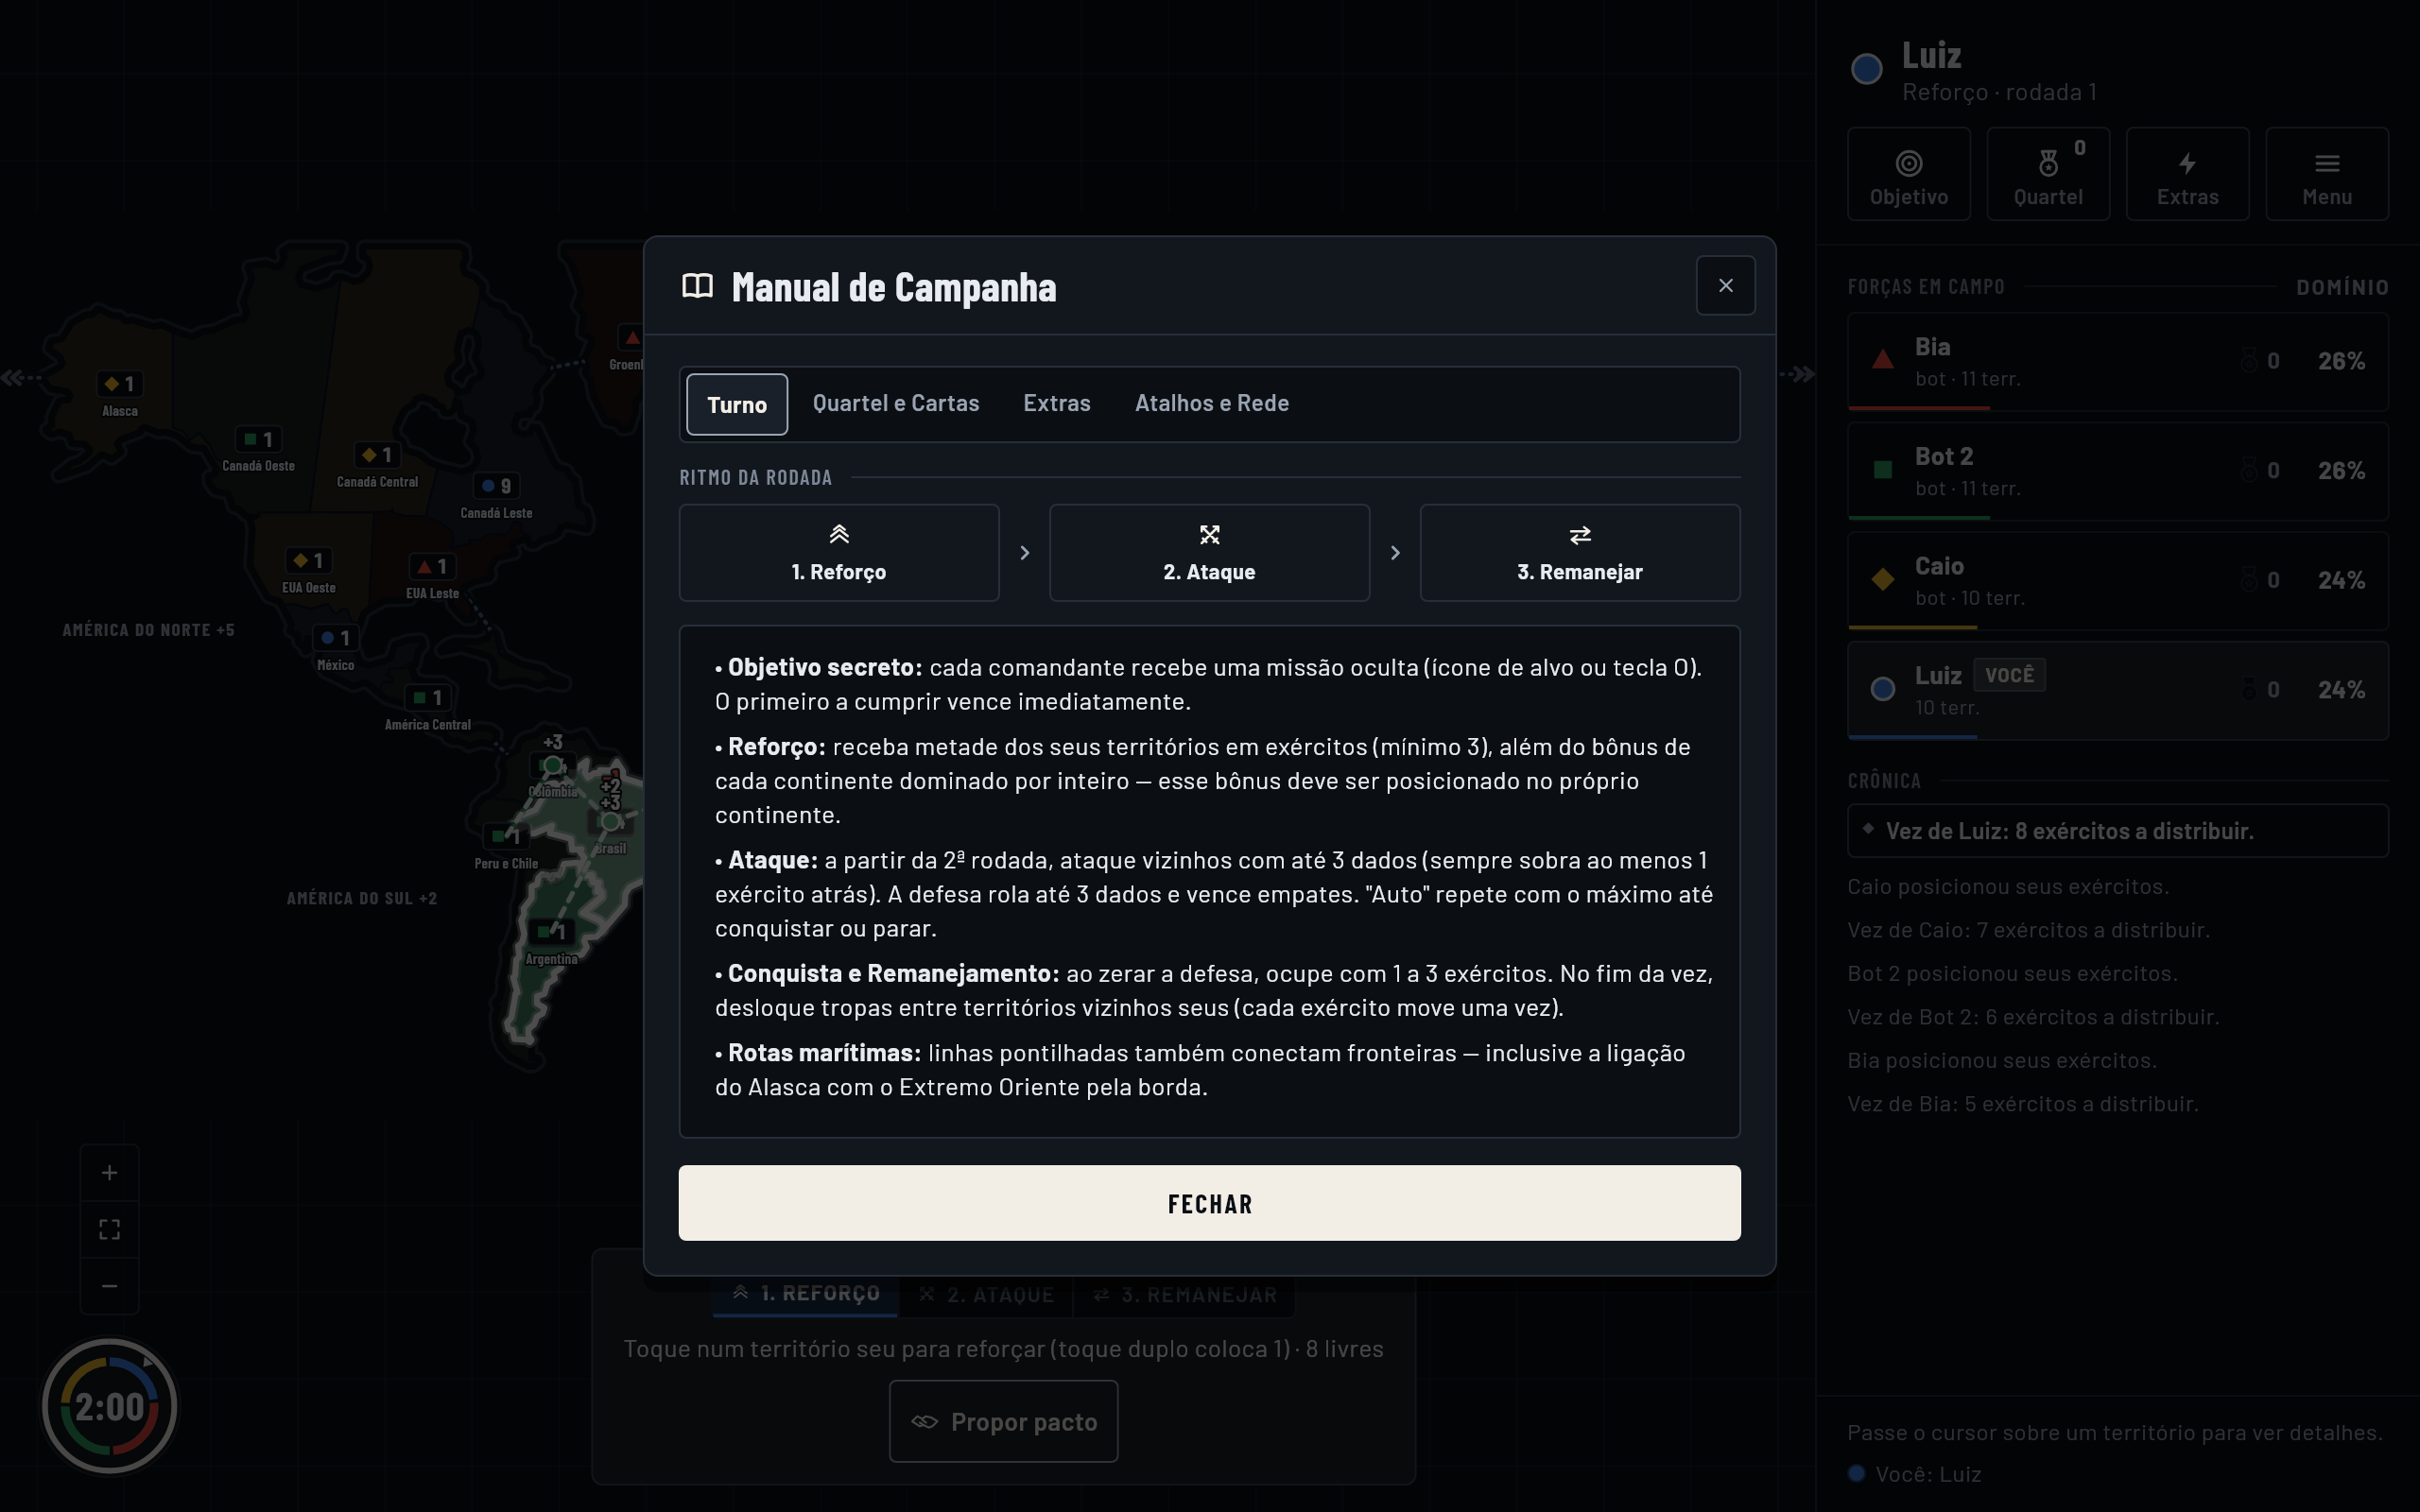 Luiz
Reforço · rodada 1
Objetivo
0
Quartel
Extras
Menu
FORÇAS EM CAMPO
DOMÍNIO
Bia
bot · 11 terr.
0
26%
Bot 2
bot · 11 terr.
0
26%
Caio
bot · 10 terr.
0
24%
Luiz VOCÊ
10 terr.
0
24%
CRÔNICA
Vez de Luiz: 8 exércitos a distribuir.
Caio posicionou seus exércitos.
Vez de Caio: 7 exércitos a distribuir.
Bot 2 posicionou seus exércitos.
Vez de Bot 2: 6 exércitos a distribuir.
Bia posicionou seus exércitos.
Vez de Bia: 5 exércitos a distribuir.
Passe o cursor sobre um território para ver detalhes.
Você: Luiz
Manual de Campanha
Turno
Quartel e Cartas
Extras
Atalhos e Rede
RITMO DA RODADA
1. Reforço
2. Ataque
3. Remanejar
• Objetivo secreto: cada comandante recebe uma missão oculta (ícone de alvo ou tecla O).
O primeiro a cumprir vence imediatamente.
• Reforço: receba metade dos seus territórios em exércitos (mínimo 3), além do bônus de
cada continente dominado por inteiro — esse bônus deve ser posicionado no próprio
continente.
• Ataque: a partir da 2ª rodada, ataque vizinhos com até 3 dados (sempre sobra ao menos 1
exército atrás). A defesa rola até 3 dados e vence empates. "Auto" repete com o máximo até
conquistar ou parar.
• Conquista e Remanejamento: ao zerar a defesa, ocupe com 1 a 3 exércitos. No fim da vez,
desloque tropas entre territórios vizinhos seus (cada exército move uma vez).
• Rotas marítimas: linhas pontilhadas também conectam fronteiras — inclusive a ligação
do Alasca com o Extremo Oriente pela borda.
FECHAR
1
Alasca
1
Canadá Oeste
1
Canadá Central
9
Canadá Leste
1
EUA Oeste
1
EUA Leste
AMÉRICA DO NORTE +5
1
México
1
América Central
+3
Colômbia
+2
+3
Brasil
1
Peru e Chile
AMÉRICA DO SUL +2
1
Argentina
+
−
2:00
1. REFORÇO
2. ATAQUE
3. REMANEJAR
Toque num território seu para reforçar (toque duplo coloca 1) · 8 livres
Propor pacto